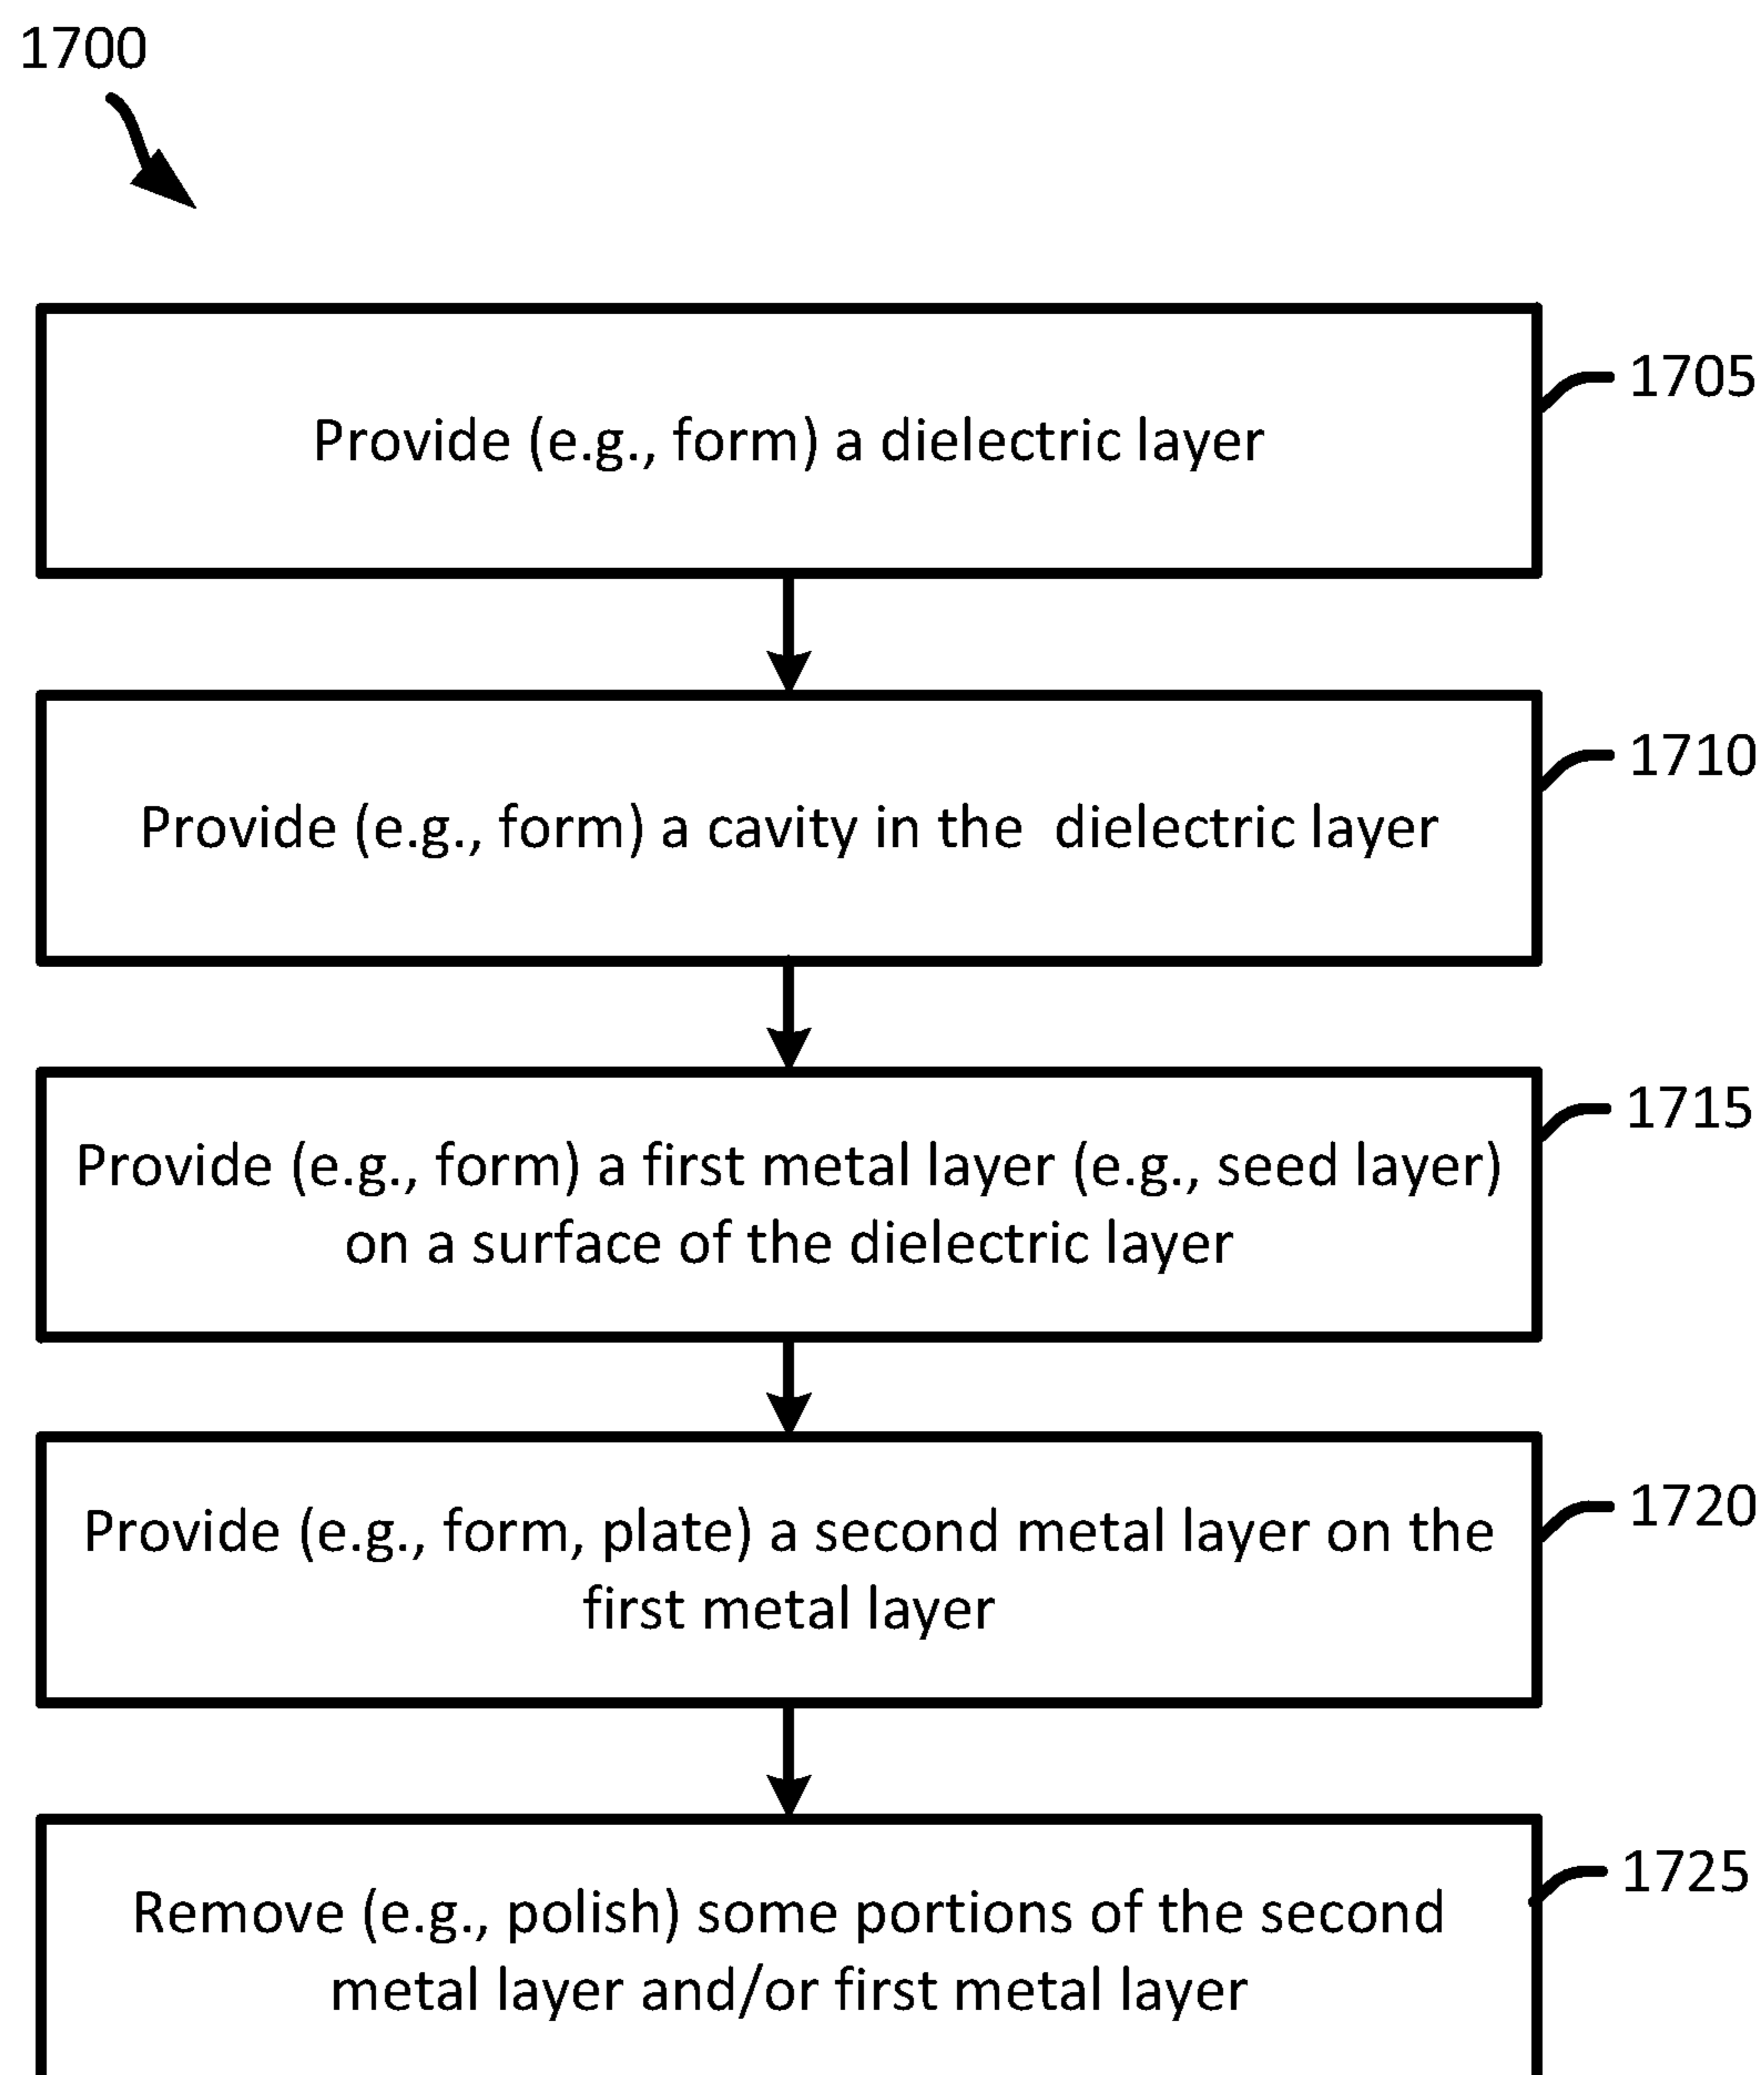 1700
Provide (e.g., form) a dielectric layer
1705
Provide (e.g., form) a cavity in the dielectric layer
1710
Provide (e.g., form) a first metal layer (e.g., seed layer)
on a surface of the dielectric layer
1715
Provide (e.g., form, plate) a second metal layer on the
first metal layer
1720
Remove (e.g., polish) some portions of the second
metal layer and/or first metal layer
1725